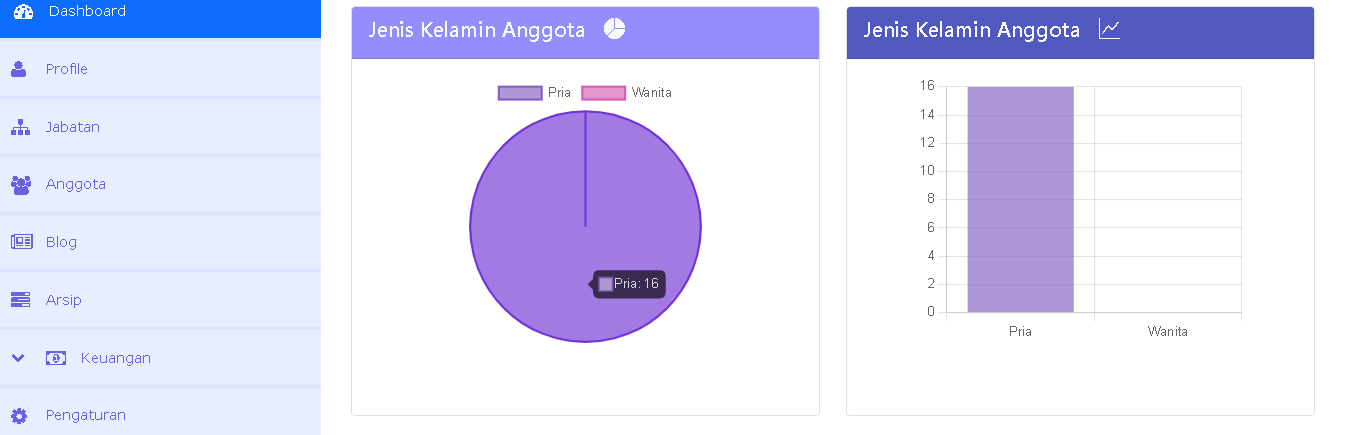 Dashboard
Profile
Jabatan
Anggota
Blog
Arsip
Keuangan
Pengaturan
Jenis Kelamin Anggota
Pria
Wanita
Pria: 16
Jenis Kelamin Anggota
16
14
12
10
8
6
4
2
0
Pria
Wanita